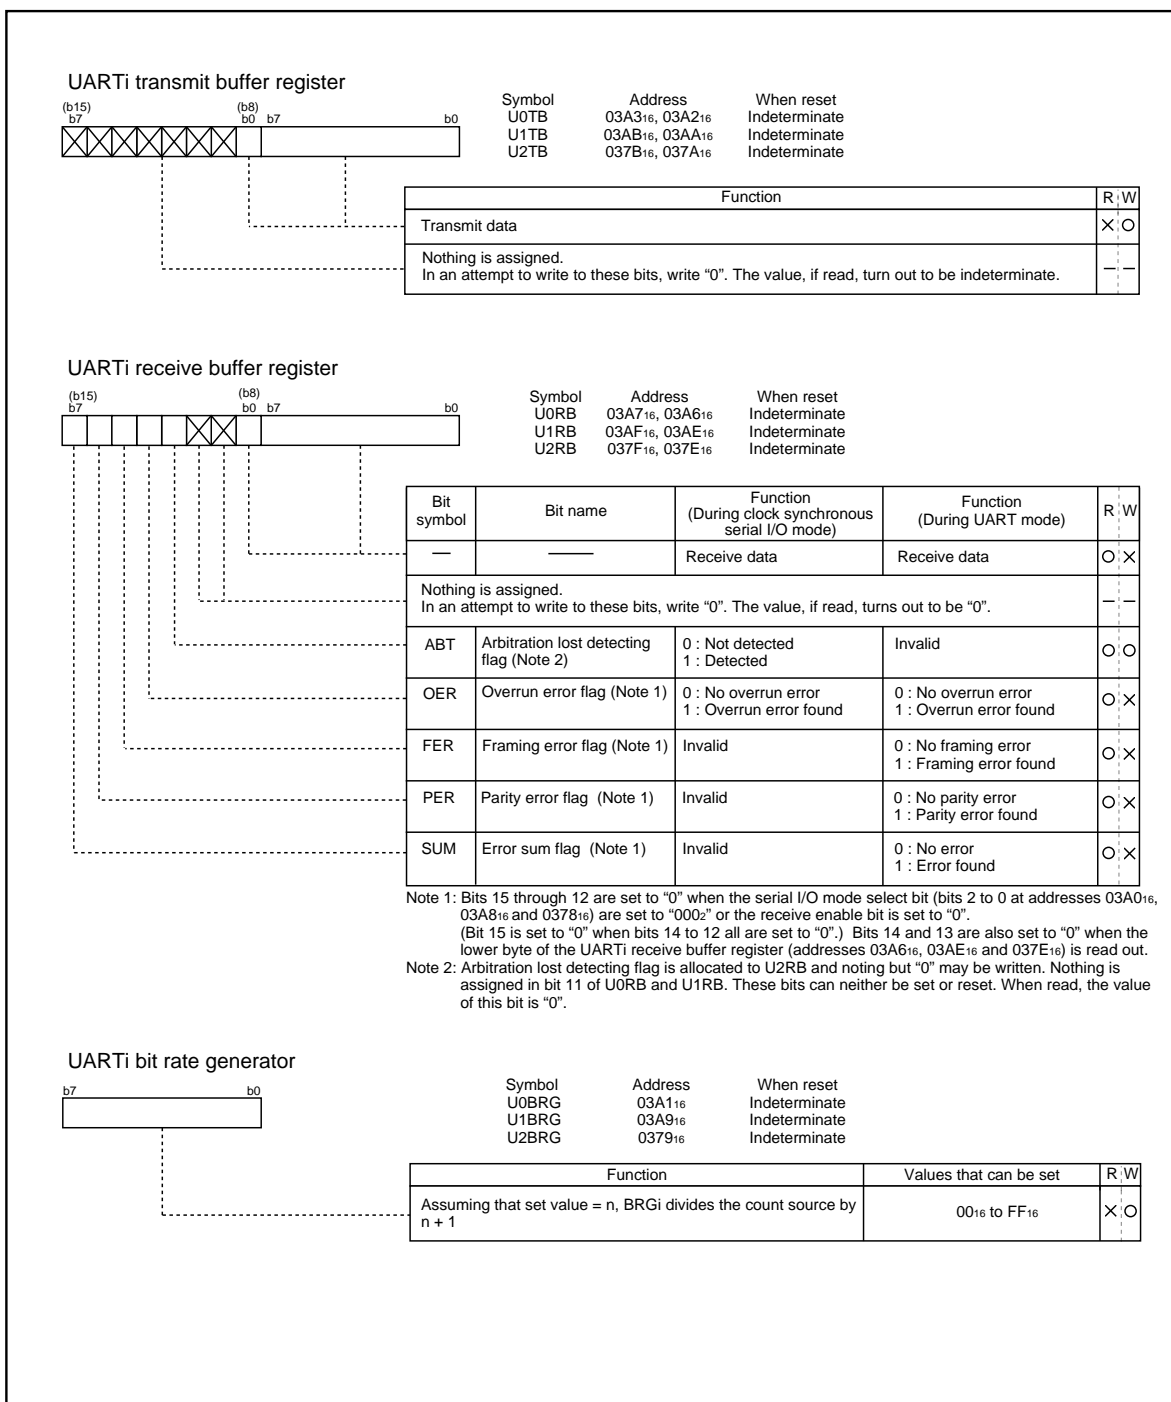 UARTi transmit buffer register
(b15) (b8)
b7 b0 b7 b0
Symbol Address When reset
U0TB 03A3₁₆, 03A2₁₆ Indeterminate
U1TB 03AB₁₆, 03AA₁₆ Indeterminate
U2TB 037B₁₆, 037A₁₆ Indeterminate
Function R W
Transmit data × ○
Nothing is assigned.
In an attempt to write to these bits, write “0”. The value, if read, turn out to be indeterminate. — —
UARTi receive buffer register
(b15) (b8)
b7 b0 b7 b0
Symbol Address When reset
U0RB 03A7₁₆, 03A6₁₆ Indeterminate
U1RB 03AF₁₆, 03AE₁₆ Indeterminate
U2RB 037F₁₆, 037E₁₆ Indeterminate
Bit symbol Bit name Function (During clock synchronous serial I/O mode) Function (During UART mode) R W
— — Receive data Receive data ○ ×
Nothing is assigned.
In an attempt to write to these bits, write “0”. The value, if read, turns out to be “0”. — —
ABT Arbitration lost detecting flag (Note 2) 0 : Not detected 1 : Detected Invalid ○ ○
OER Overrun error flag (Note 1) 0 : No overrun error 1 : Overrun error found 0 : No overrun error 1 : Overrun error found ○ ×
FER Framing error flag (Note 1) Invalid 0 : No framing error 1 : Framing error found ○ ×
PER Parity error flag (Note 1) Invalid 0 : No parity error 1 : Parity error found ○ ×
SUM Error sum flag (Note 1) Invalid 0 : No error 1 : Error found ○ ×
Note 1: Bits 15 through 12 are set to “0” when the serial I/O mode select bit (bits 2 to 0 at addresses 03A0₁₆,
03A8₁₆ and 0378₁₆) are set to “000₂” or the receive enable bit is set to “0”.
(Bit 15 is set to “0” when bits 14 to 12 all are set to “0”.) Bits 14 and 13 are also set to “0” when the
lower byte of the UARTi receive buffer register (addresses 03A6₁₆, 03AE₁₆ and 037E₁₆) is read out.
Note 2: Arbitration lost detecting flag is allocated to U2RB and noting but “0” may be written. Nothing is
assigned in bit 11 of U0RB and U1RB. These bits can neither be set or reset. When read, the value
of this bit is “0”.
UARTi bit rate generator
b7 b0
Symbol Address When reset
U0BRG 03A1₁₆ Indeterminate
U1BRG 03A9₁₆ Indeterminate
U2BRG 0379₁₆ Indeterminate
Function Values that can be set R W
Assuming that set value = n, BRGi divides the count source by
n + 1 00₁₆ to FF₁₆ × ○